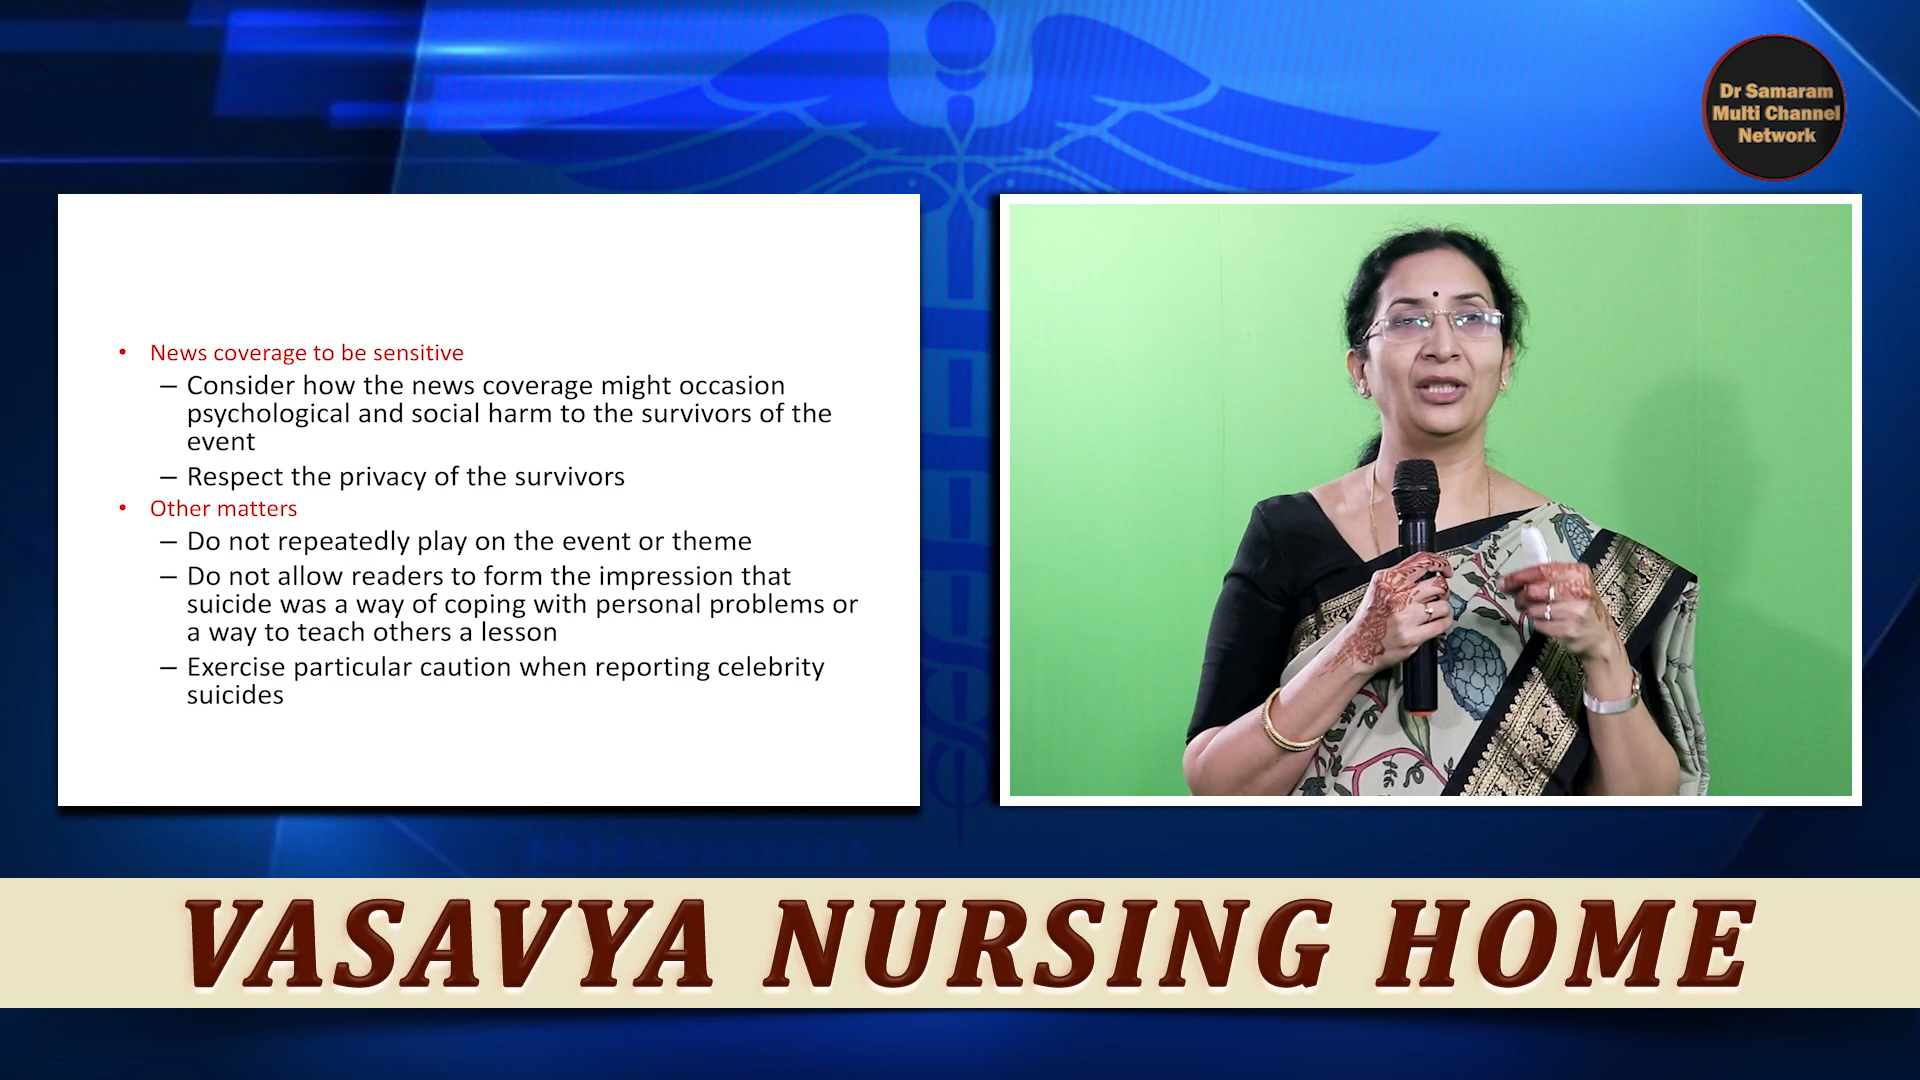 Dr Samaram
Multi Channel
Network
• News coverage to be sensitive
– Consider how the news coverage might occasion
psychological and social harm to the survivors of the
event
– Respect the privacy of the survivors
• Other matters
– Do not repeatedly play on the event or theme
– Do not allow readers to form the impression that
suicide was a way of coping with personal problems or
a way to teach others a lesson
– Exercise particular caution when reporting celebrity
suicides
VASAVYA NURSING HOME